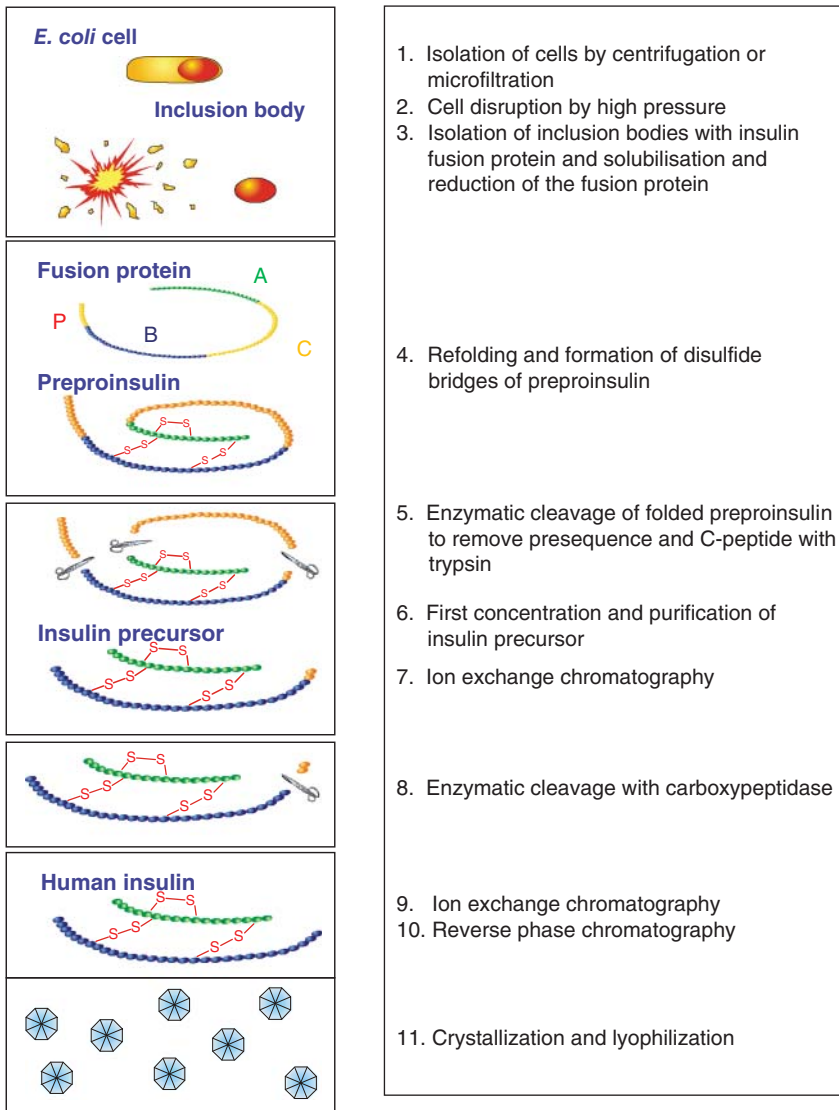 E. coli cell
Inclusion body
1. Isolation of cells by centrifugation or
microfiltration
2. Cell disruption by high pressure
3. Isolation of inclusion bodies with insulin
fusion protein and solubilisation and
reduction of the fusion protein
Fusion protein
A
P
B
C
Preproinsulin
S S
S S
S S
4. Refolding and formation of disulfide
bridges of preproinsulin
S S
S S
S S
Insulin precursor
S S
S S
S S
5. Enzymatic cleavage of folded preproinsulin
to remove presequence and C-peptide with
trypsin
6. First concentration and purification of
insulin precursor
7. Ion exchange chromatography
S S
S S
S S
8. Enzymatic cleavage with carboxypeptidase
Human insulin
S S
S S
S S
9. Ion exchange chromatography
10. Reverse phase chromatography
11. Crystallization and lyophilization